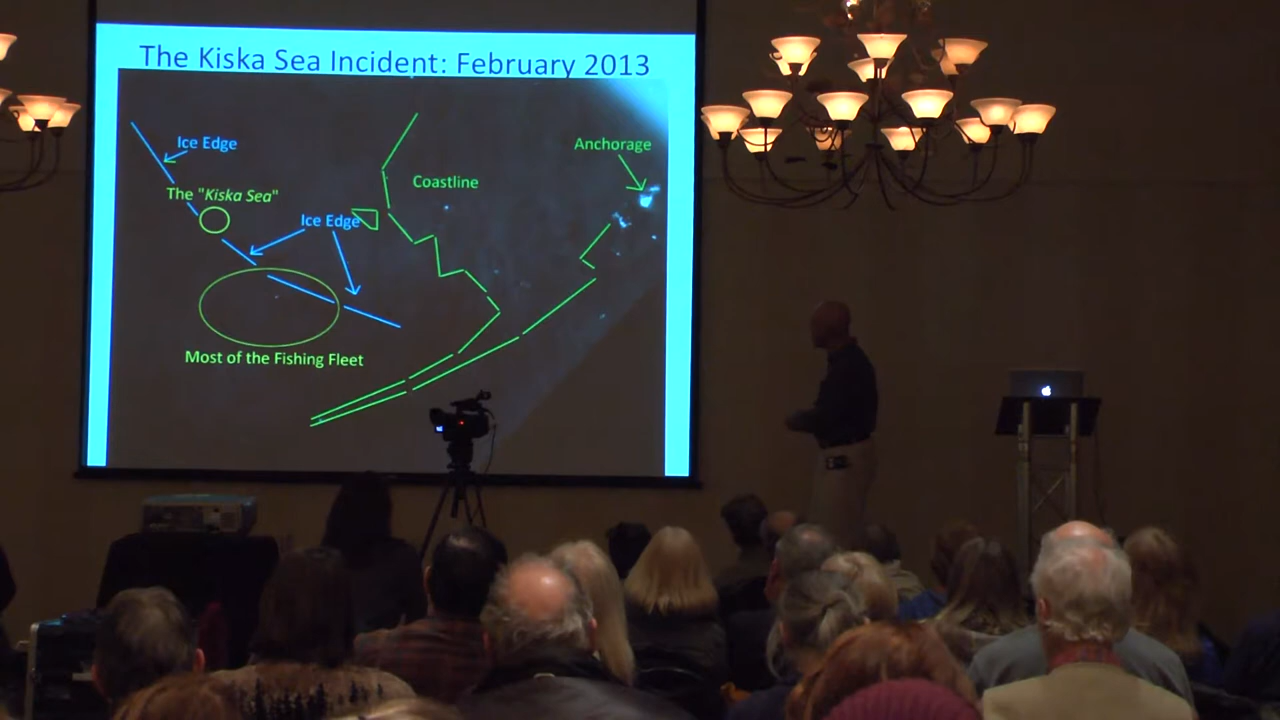 The Kiska Sea Incident: February 2013
Ice Edge
Anchorage
Coastline
The "Kiska Sea"
Ice Edge
Most of the Fishing Fleet